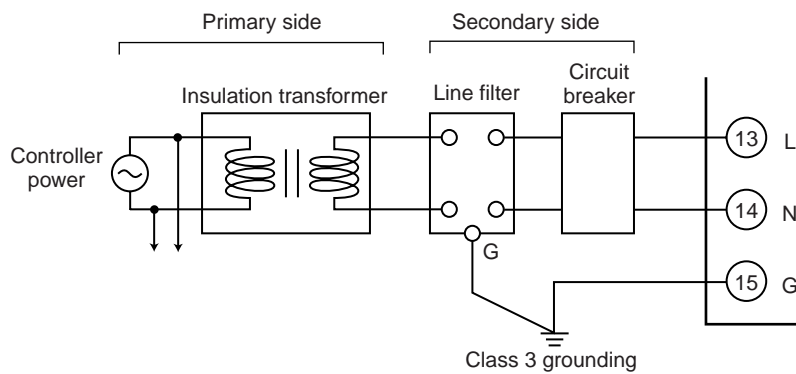 Primary side
Secondary side
Insulation transformer
Line filter
Circuit
breaker
Controller
power
13
L
14
N
15
G
G
Class 3 grounding